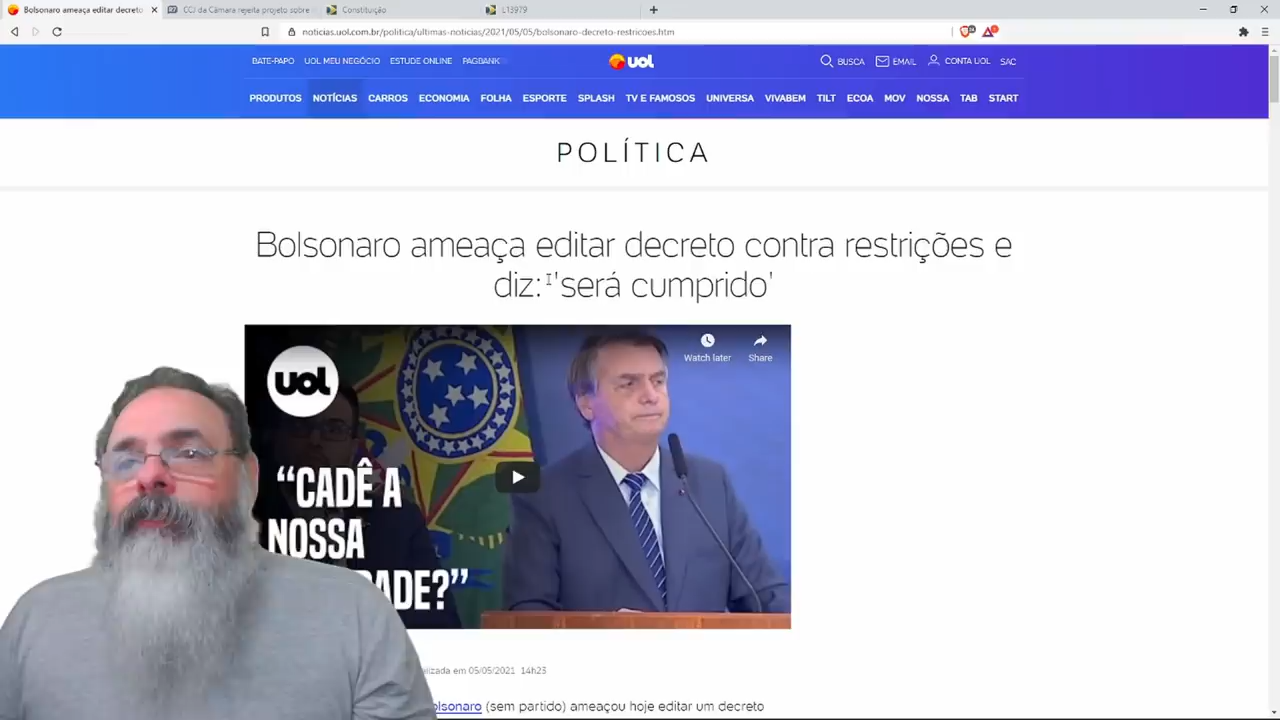 Bolsonaro ameaça editar decreto
CCJ da Câmara rejeita projeto sobre
Constituição
L13979
noticias.uol.com.br/politica/ultimas-noticias/2021/05/05/bolsonaro-decreto-restricoes.htm
BATE-PAPO UOL MEU NEGÓCIO ESTUDE ONLINE PAGBANK
UOL
BUSCA EMAIL CONTA UOL SAC
PRODUTOS NOTÍCIAS CARROS ECONOMIA FOLHA ESPORTE SPLASH TV E FAMOSOS UNIVERSA VIVABEM TILT ECOA MOV NOSSA TAB START
POLÍTICA
Bolsonaro ameaça editar decreto contra restrições e
diz: 'será cumprido'
Watch later Share
UOL
“CADÊ A
NOSSA
DADE?”
em 05/05/2021 14h23
olsonaro (sem partido) ameaçou hoje editar um decreto